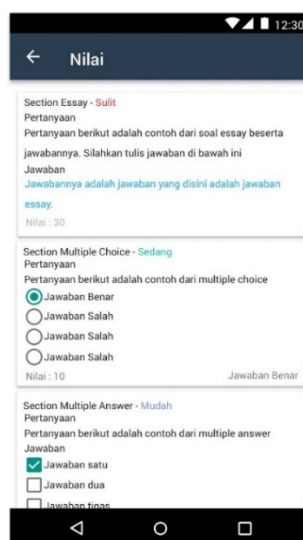 12:30
Nilai
Section Essay - Sulit
Pertanyaan
Pertanyaan berikut adalah contoh dari soal essay beserta
jawabannya. Silahkan tulis jawaban di bawah ini
Jawaban
Jawabannya adalah jawaban yang disini adalah jawaban
essay.
Nilai : 30
Section Multiple Choice - Sedang
Pertanyaan
Pertanyaan berikut adalah contoh dari multiple choice
Jawaban Benar
Jawaban Salah
Jawaban Salah
Jawaban Salah
Nilai : 10 Jawaban Benar
Section Multiple Answer - Mudah
Pertanyaan
Pertanyaan berikut adalah contoh dari multiple answer
Jawaban
Jawaban satu
Jawaban dua
Jawaban tigas